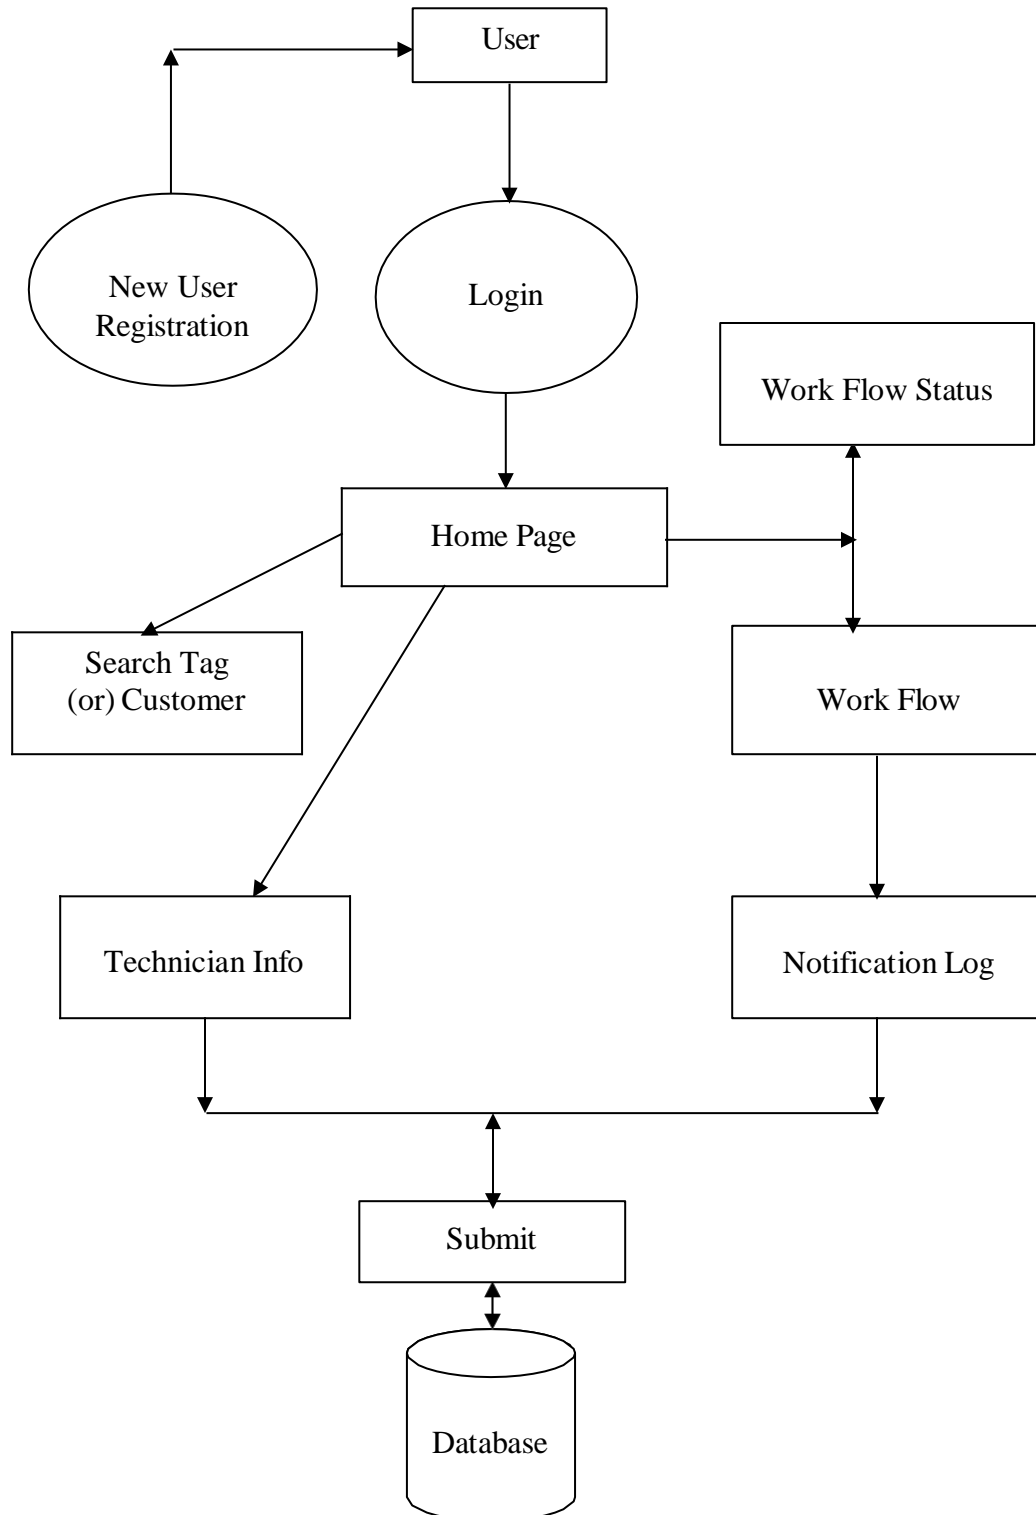 User
New User
Registration
Login
Work Flow Status
Home Page
Search Tag
(or) Customer
Work Flow
Technician Info
Notification Log
Submit
Database